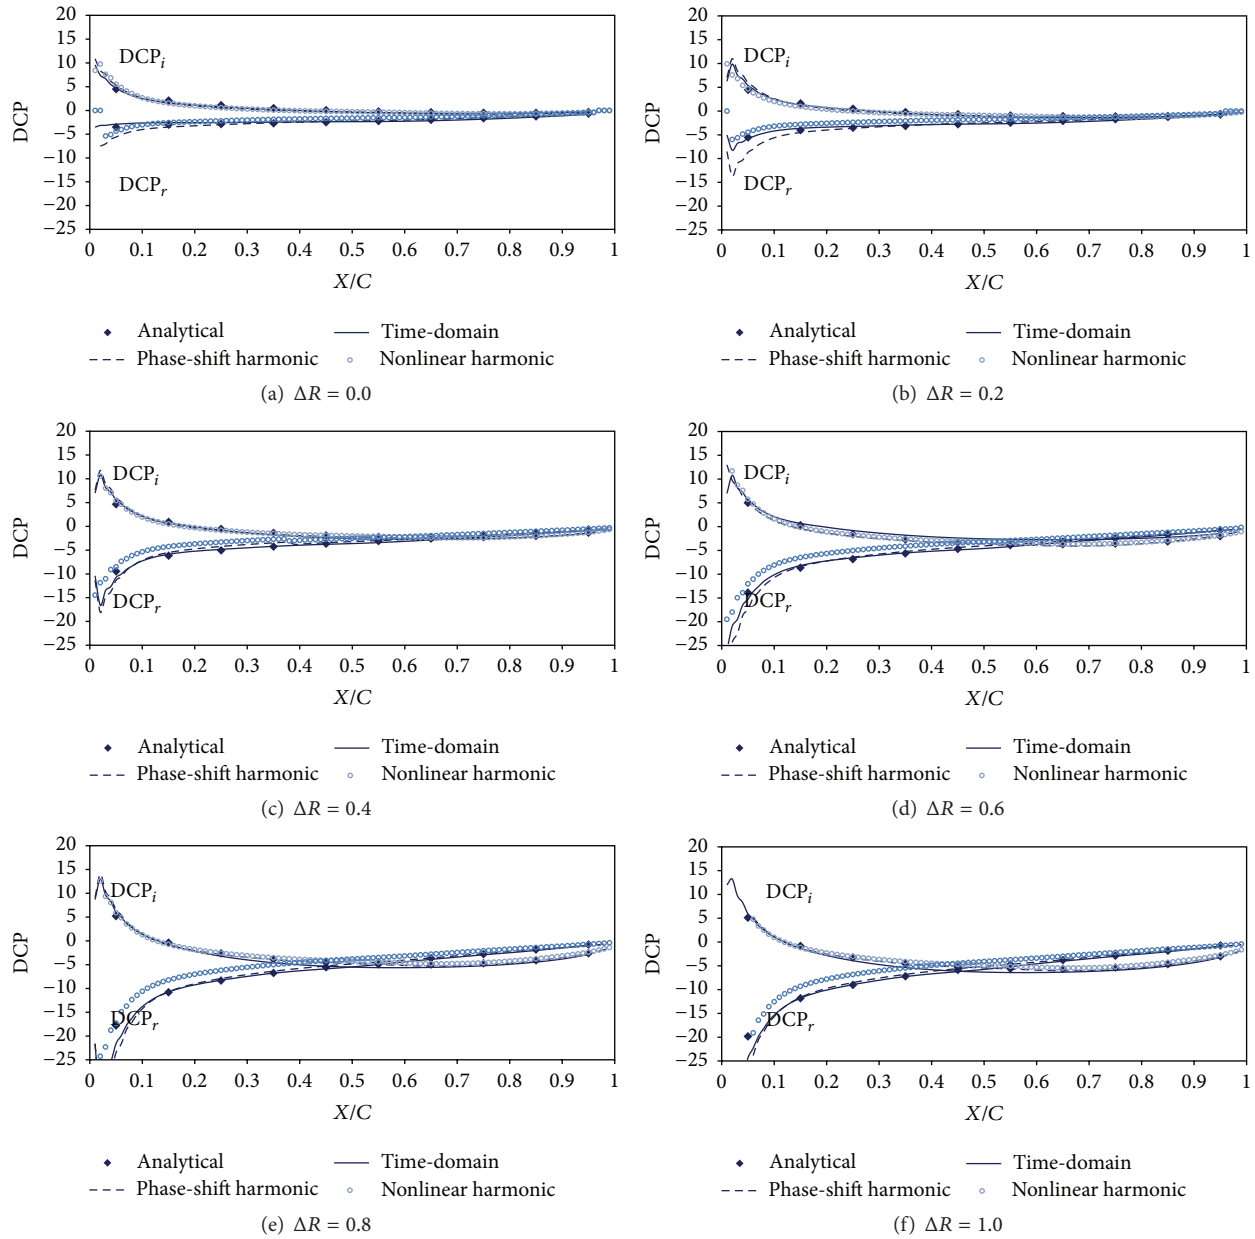 20
15
10
5
0
−5
−10
−15
−20
−25
DCP
DCPi
DCPr
0 0.1 0.2 0.3 0.4 0.5 0.6 0.7 0.8 0.9 1
X/C
Analytical Time-domain
Phase-shift harmonic Nonlinear harmonic
(a) ΔR = 0.0
20
15
10
5
0
−5
−10
−15
−20
−25
DCP
DCPi
DCPr
0 0.1 0.2 0.3 0.4 0.5 0.6 0.7 0.8 0.9 1
X/C
Analytical Time-domain
Phase-shift harmonic Nonlinear harmonic
(b) ΔR = 0.2
20
15
10
5
0
−5
−10
−15
−20
−25
DCP
DCPi
DCPr
0 0.1 0.2 0.3 0.4 0.5 0.6 0.7 0.8 0.9 1
X/C
Analytical Time-domain
Phase-shift harmonic Nonlinear harmonic
(c) ΔR = 0.4
20
15
10
5
0
−5
−10
−15
−20
−25
DCP
DCPi
DCPr
0 0.1 0.2 0.3 0.4 0.5 0.6 0.7 0.8 0.9 1
X/C
Analytical Time-domain
Phase-shift harmonic Nonlinear harmonic
(d) ΔR = 0.6
20
15
10
5
0
−5
−10
−15
−20
−25
DCP
DCPi
DCPr
0 0.1 0.2 0.3 0.4 0.5 0.6 0.7 0.8 0.9 1
X/C
Analytical Time-domain
Phase-shift harmonic Nonlinear harmonic
(e) ΔR = 0.8
20
15
10
5
0
−5
−10
−15
−20
−25
DCP
DCPi
DCPr
0 0.1 0.2 0.3 0.4 0.5 0.6 0.7 0.8 0.9 1
X/C
Analytical Time-domain
Phase-shift harmonic Nonlinear harmonic
(f) ΔR = 1.0